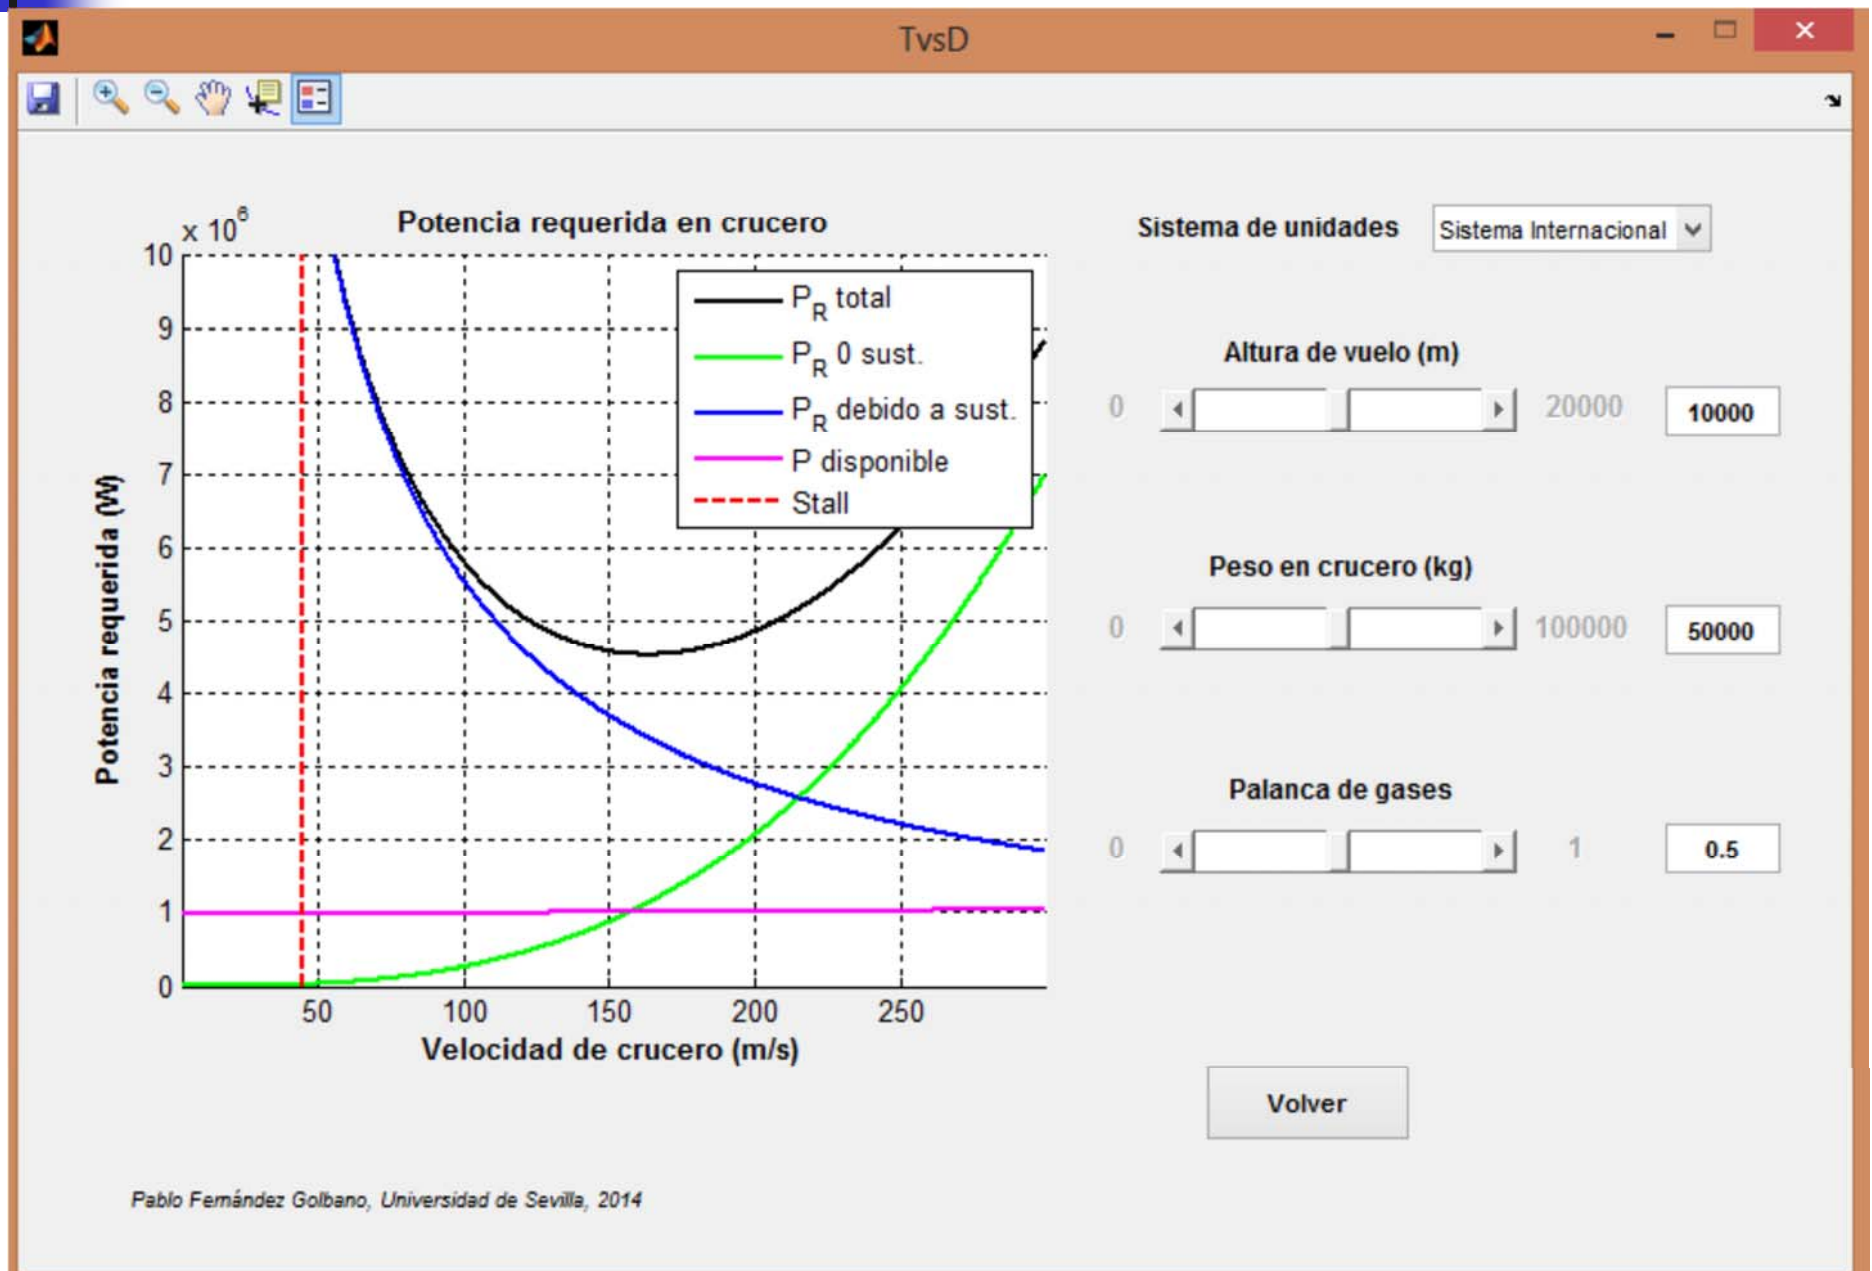 TvsD
x 10^6
Potencia requerida en crucero
10
9
8
7
6
5
4
3
2
1
0
Potencia requerida (W)
50 100 150 200 250
Velocidad de crucero (m/s)
P_R total
P_R 0 sust.
P_R debido a sust.
P disponible
Stall
Sistema de unidades Sistema Internacional
Altura de vuelo (m)
0 20000 10000
Peso en crucero (kg)
0 100000 50000
Palanca de gases
0 1 0.5
Volver
Pablo Fernández Golbano, Universidad de Sevilla, 2014